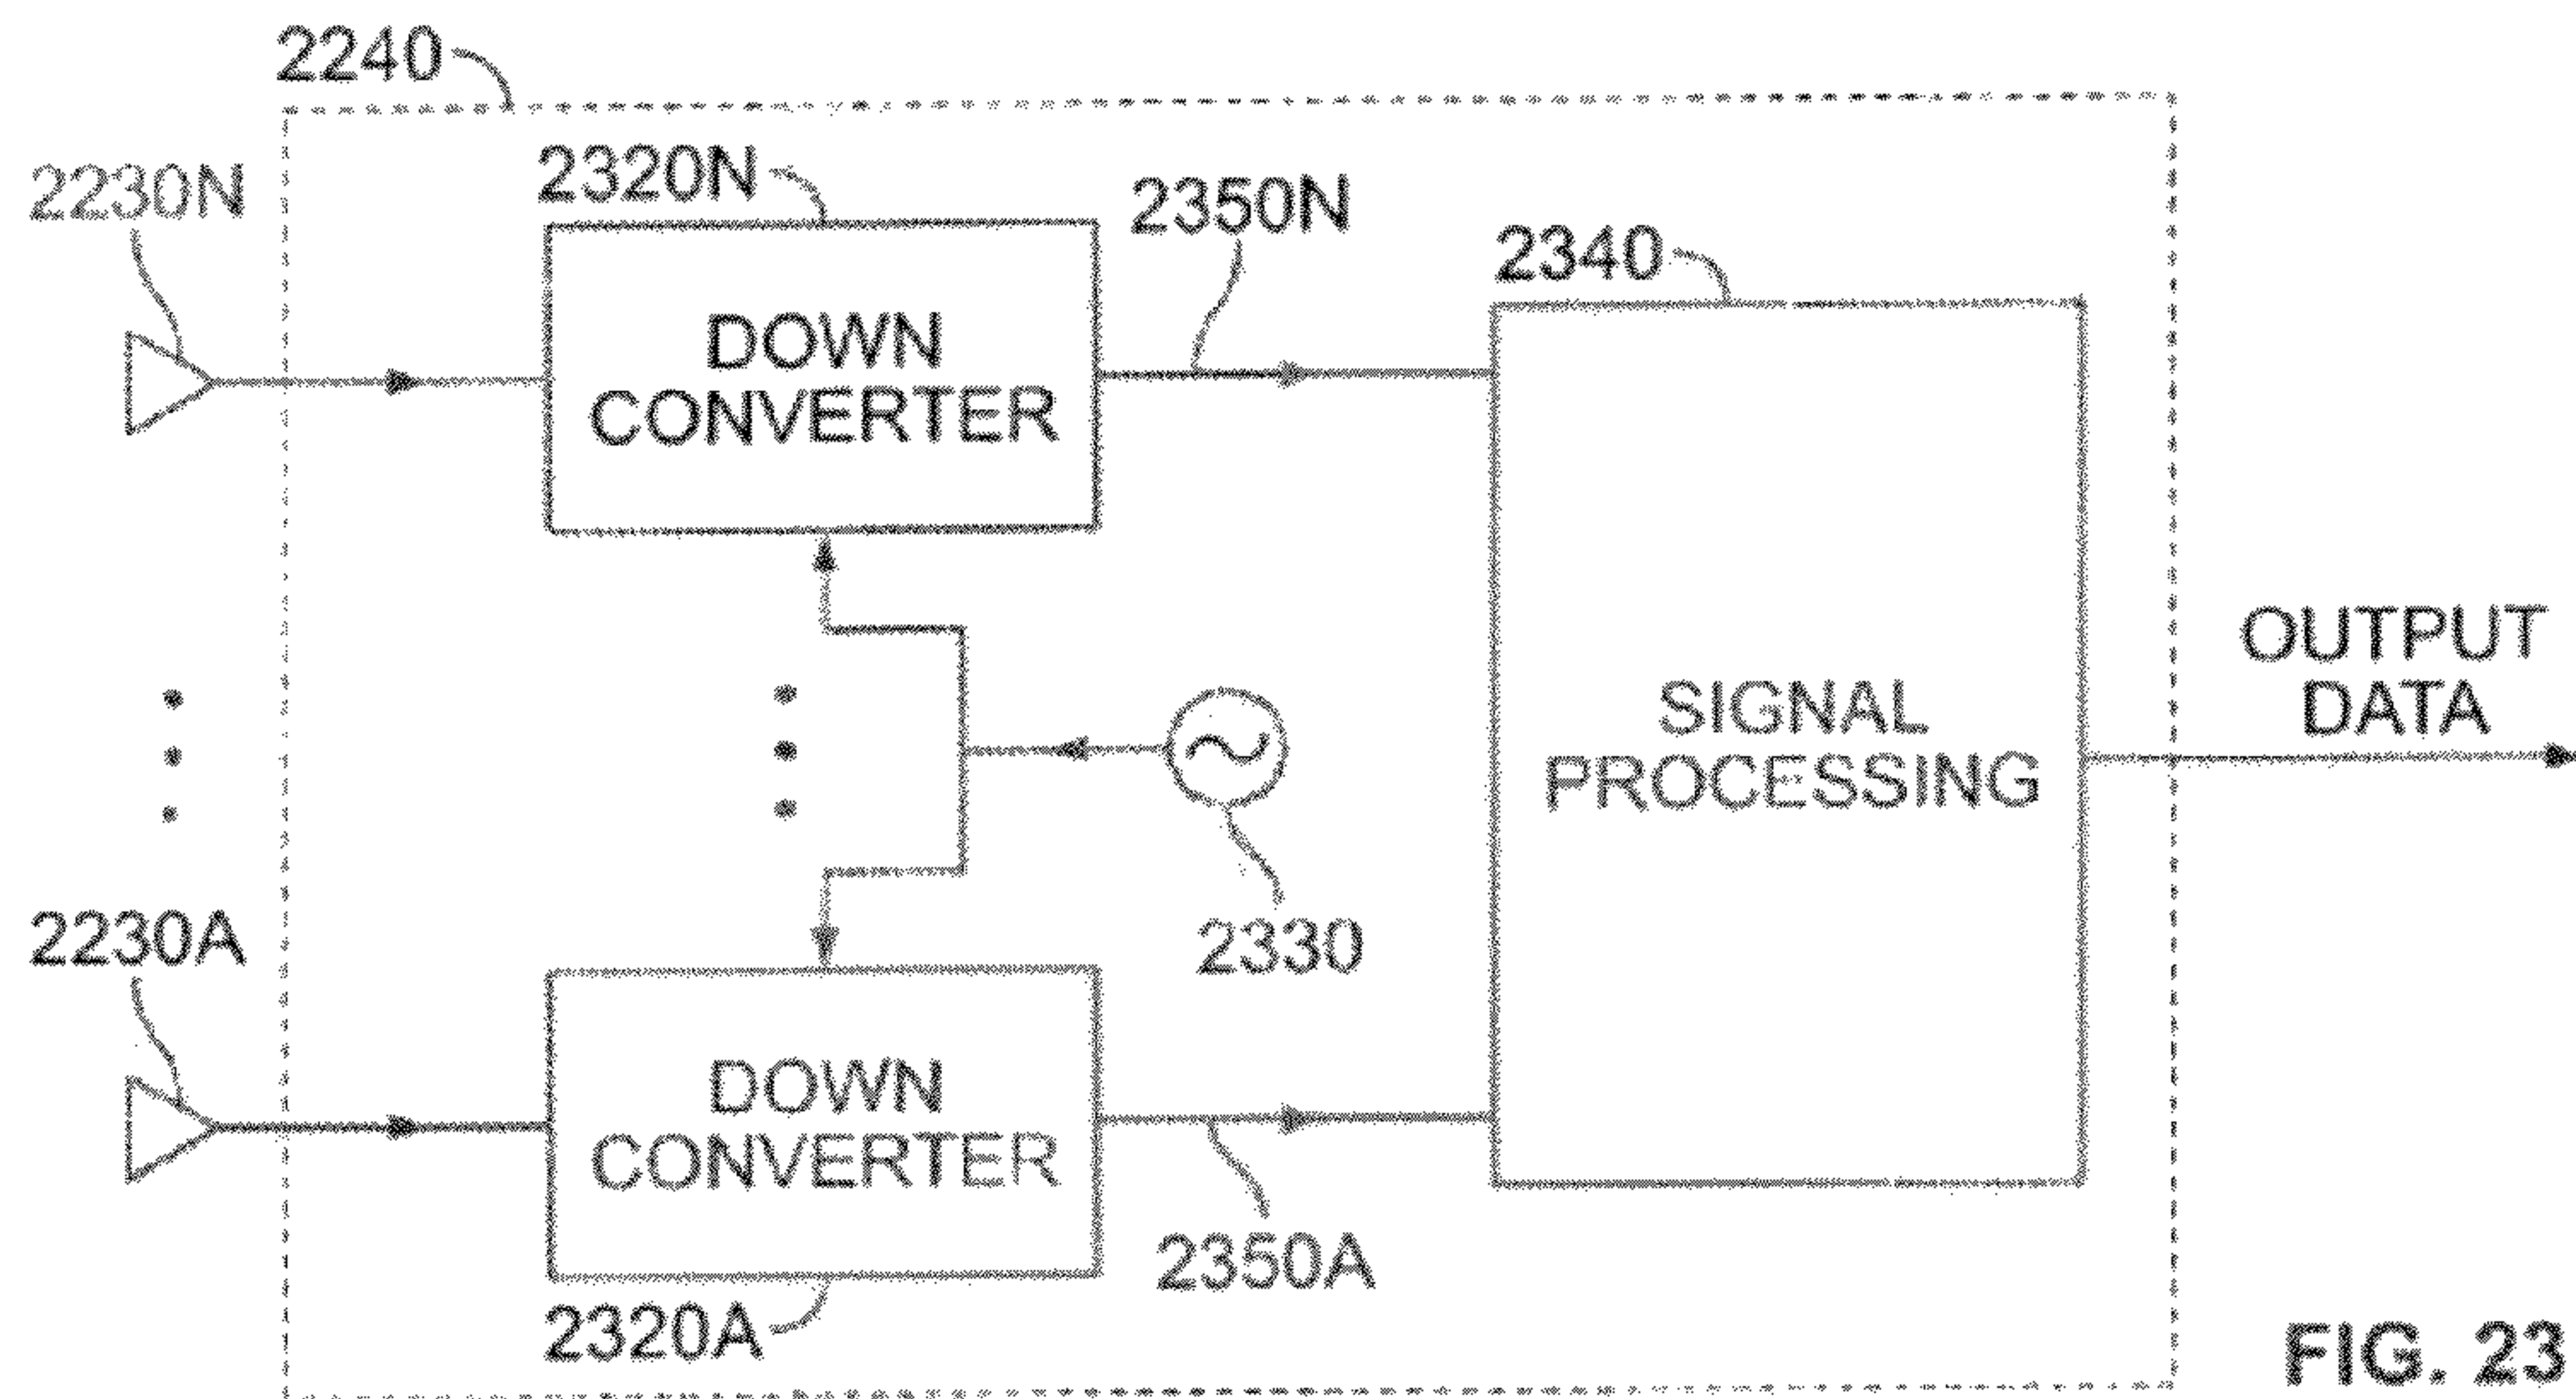 2240
2230N
2320N
2350N
2340
DOWN
CONVERTER
SIGNAL
PROCESSING
OUTPUT
DATA
2330
2230A
DOWN
CONVERTER
2350A
2320A
FIG. 23